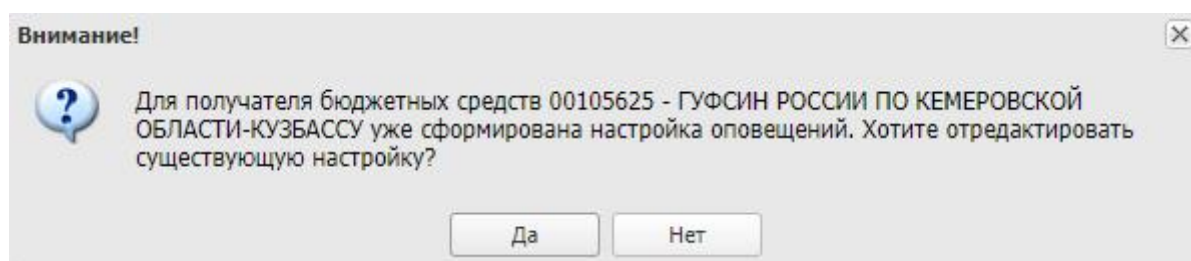 Внимание!
Для получателя бюджетных средств 00105625 - ГУФСИН РОССИИ ПО КЕМЕРОВСКОЙ
ОБЛАСТИ-КУЗБАССУ уже сформирована настройка оповещений. Хотите отредактировать
существующую настройку?
Да
Нет